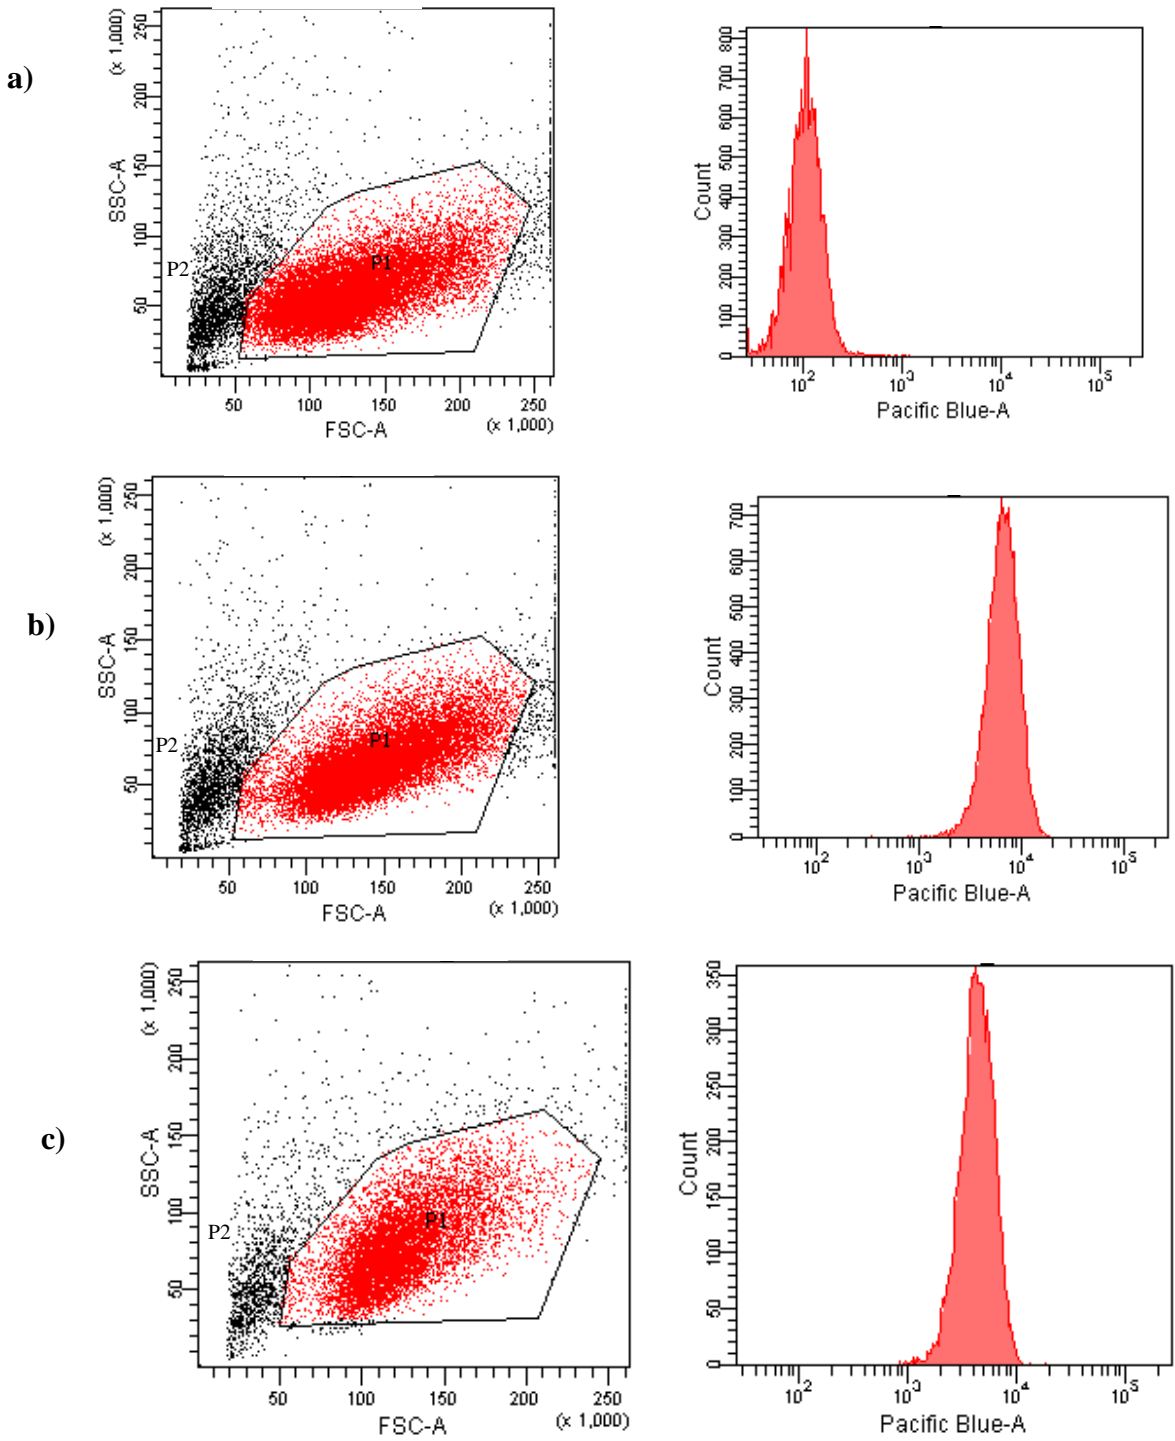 a)
(x 1,000)
250
200
150
100
50
SSC-A
P2
P1
50 100 150 200 250
FSC-A (x 1,000)
800
700
600
500
400
300
200
100
0
Count
10² 10³ 10⁴ 10⁵
Pacific Blue-A
b)
(x 1,000)
250
200
150
100
50
SSC-A
P2
P1
50 100 150 200 250
FSC-A (x 1,000)
700
600
500
400
300
200
100
0
Count
10² 10³ 10⁴ 10⁵
Pacific Blue-A
c)
(x 1,000)
250
200
150
100
50
SSC-A
P2
P1
50 100 150 200 250
FSC-A (x 1,000)
350
300
250
200
150
100
50
0
Count
10² 10³ 10⁴ 10⁵
Pacific Blue-A